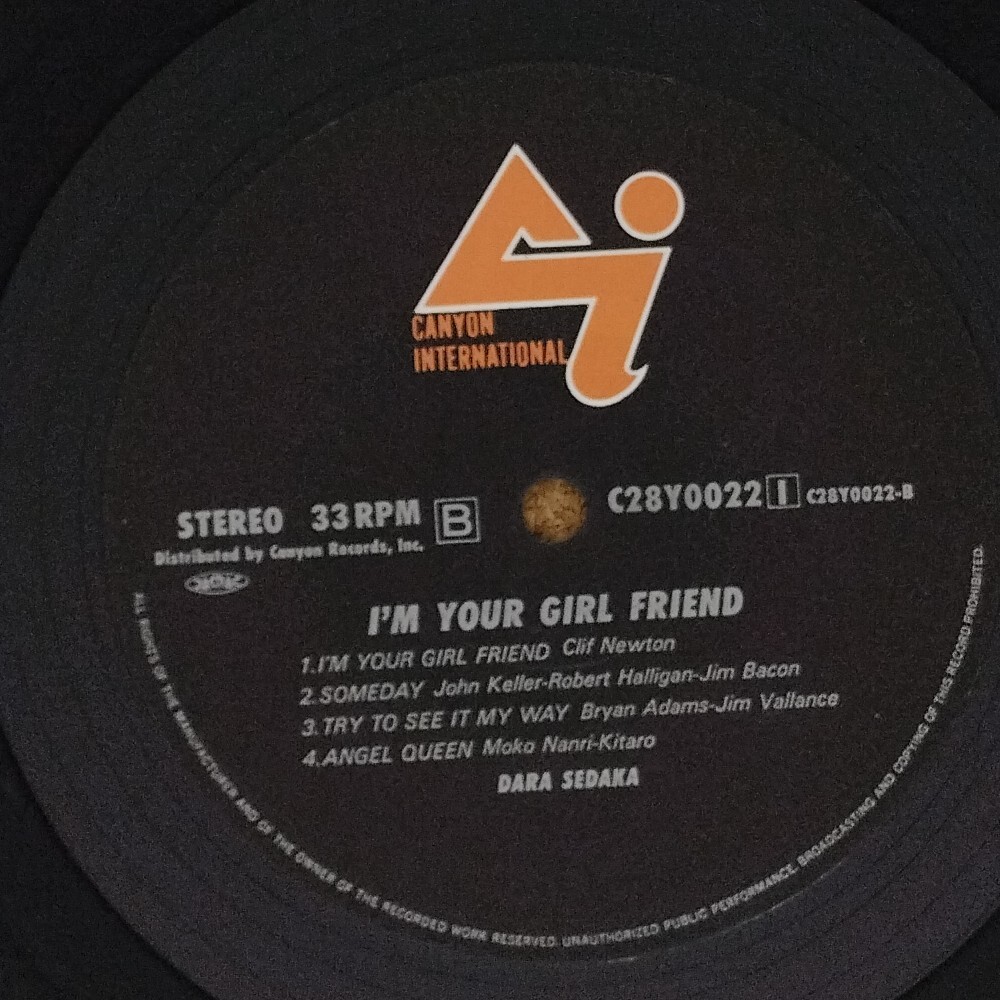 CANYON
INTERNATIONAL
STEREO 33 RPM B
C28Y0022 I C28Y0022-B
Distributed by Canyon Records, Inc.
I'M YOUR GIRL FRIEND
1.I'M YOUR GIRL FRIEND Clif Newton
2.SOMEDAY John Keller-Robert Halligan-Jim Bacon
3.TRY TO SEE IT MY WAY Bryan Adams-Jim Vallance
4.ANGEL QUEEN Moko Nanri-Kitaro
DARA SEDAKA
ALL RIGHTS OF THE MANUFACTURER AND OF THE OWNER OF THE RECORDED WORK RESERVED. UNAUTHORIZED PUBLIC PERFORMANCE, BROADCASTING AND COPYING OF THIS RECORD PROHIBITED.